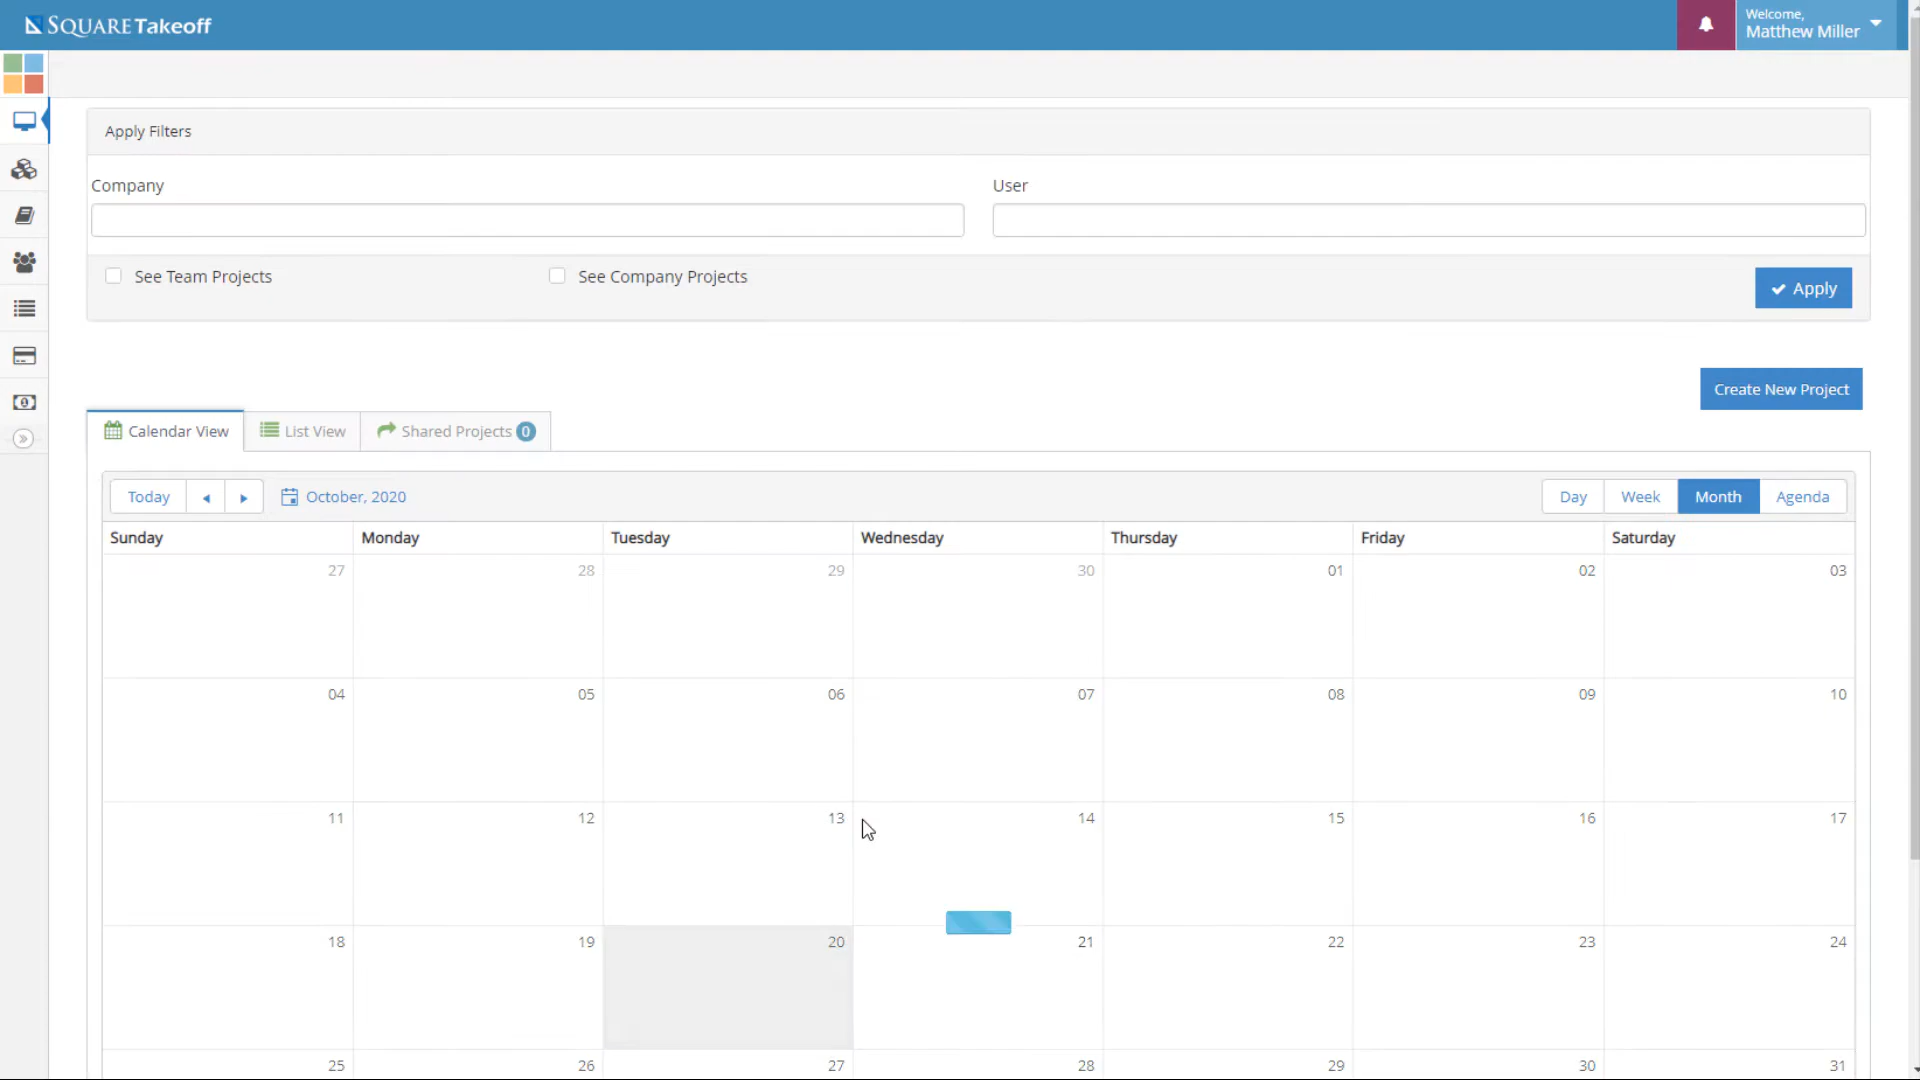 SQUARE Takeoff
Welcome,
Matthew Miller
Apply Filters
Company User
See Team Projects See Company Projects Apply
Create New Project
Calendar View List View Shared Projects 0
Today October, 2020 Day Week Month Agenda
Sunday Monday Tuesday Wednesday Thursday Friday Saturday
27 28 29 30 01 02 03
04 05 06 07 08 09 10
11 12 13 14 15 16 17
18 19 20 21 22 23 24
25 26 27 28 29 30 31